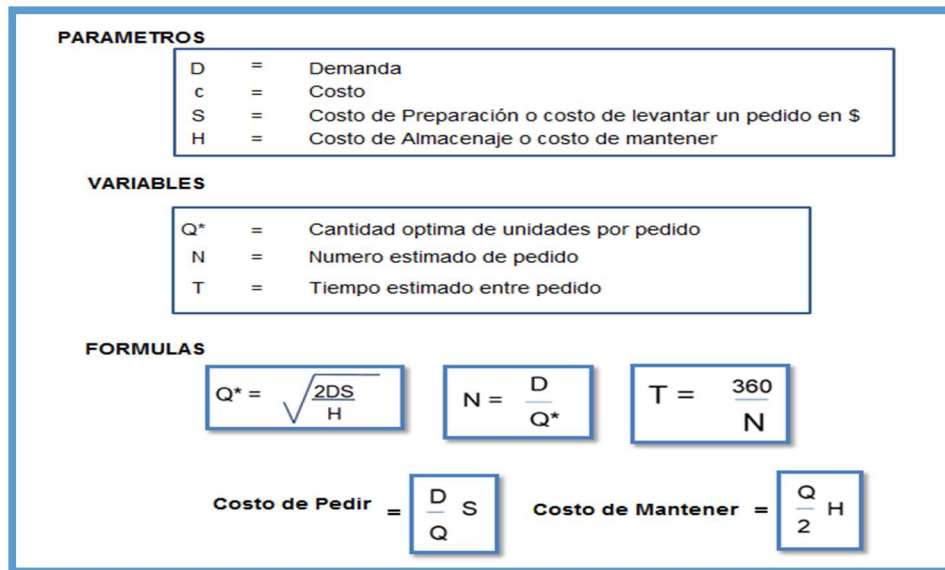 PARAMETROS
D = Demanda
c = Costo
S = Costo de Preparación o costo de levantar un pedido en $
H = Costo de Almacenaje o costo de mantener
VARIABLES
Q* = Cantidad optima de unidades por pedido
N = Numero estimado de pedido
T = Tiempo estimado entre pedido
FORMULAS
Q* = √ 2DS / H
N = D / Q*
T = 360 / N
Costo de Pedir = D / Q S
Costo de Mantener = Q / 2 H